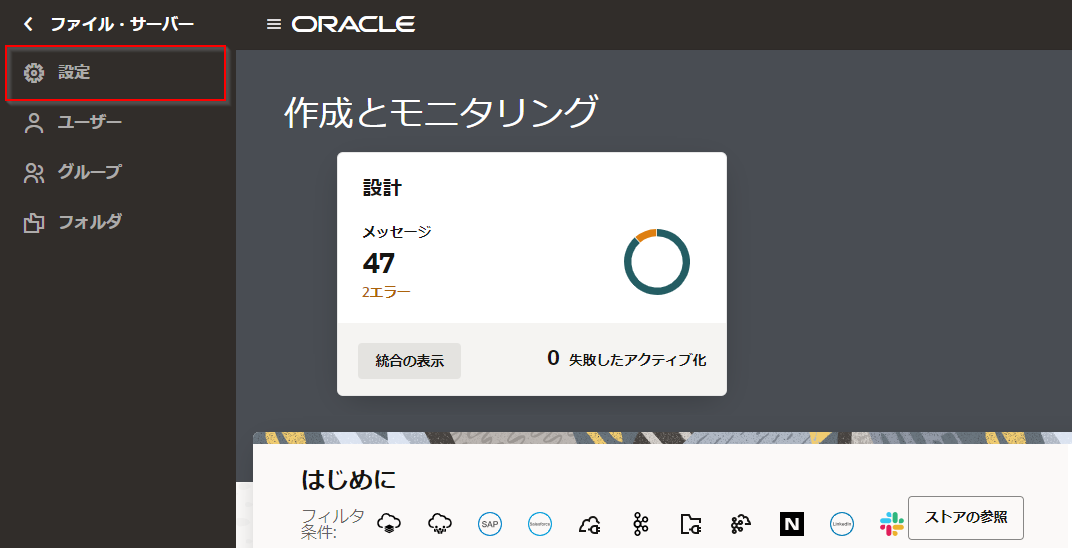 ファイル・サーバー
ORACLE
設定
ユーザー
グループ
フォルダ
作成とモニタリング
設計
メッセージ
47
2エラー
統合の表示
0 失敗したアクティブ化
はじめに
フィルタ
条件:
SAP
Salesforce
N
LinkedIn
ストアの参照